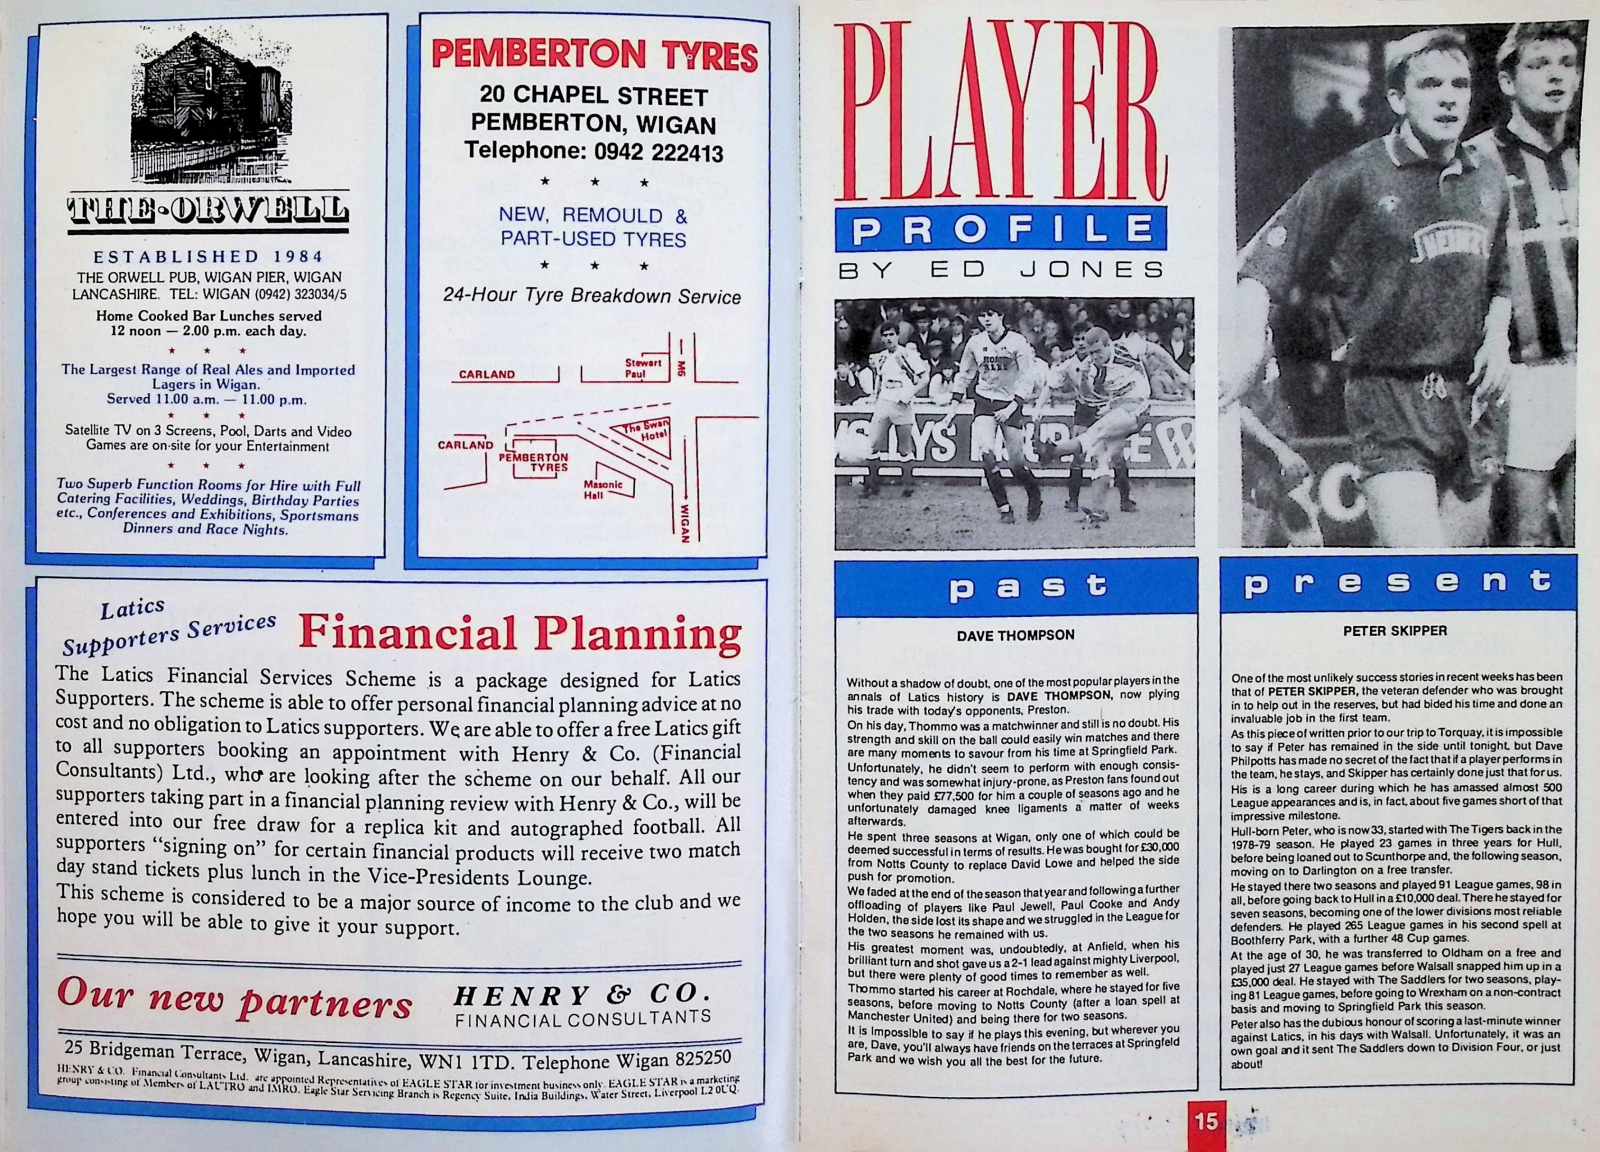 THE·ORWELL
ESTABLISHED 1984
THE ORWELL PUB, WIGAN PIER, WIGAN
LANCASHIRE. TEL: WIGAN (0942) 323034/5
Home Cooked Bar Lunches served
12 noon — 2.00 p.m. each day.
★ ★ ★
The Largest Range of Real Ales and Imported
Lagers in Wigan.
Served 11.00 a.m. — 11.00 p.m.
★ ★ ★
Satellite TV on 3 Screens, Pool, Darts and Video
Games are on-site for your Entertainment
★ ★ ★
Two Superb Function Rooms for Hire with Full
Catering Facilities, Weddings, Birthday Parties
etc., Conferences and Exhibitions, Sportsmans
Dinners and Race Nights.
PEMBERTON TYRES
20 CHAPEL STREET
PEMBERTON, WIGAN
Telephone: 0942 222413
★ ★ ★
NEW, REMOULD &
PART-USED TYRES
★ ★ ★
24-Hour Tyre Breakdown Service
CARLAND
Stewart
Paul
M6
CARLAND
PEMBERTON
TYRES
The Swan
Hotel
Masonic
Hall
WIGAN
Latics
Supporters Services
Financial Planning
The Latics Financial Services Scheme is a package designed for Latics
Supporters. The scheme is able to offer personal financial planning advice at no
cost and no obligation to Latics supporters. We are able to offer a free Latics gift
to all supporters booking an appointment with Henry & Co. (Financial
Consultants) Ltd., who are looking after the scheme on our behalf. All our
supporters taking part in a financial planning review with Henry & Co., will be
entered into our free draw for a replica kit and autographed football. All
supporters "signing on" for certain financial products will receive two match
day stand tickets plus lunch in the Vice-Presidents Lounge.
This scheme is considered to be a major source of income to the club and we
hope you will be able to give it your support.
Our new partners
HENRY & CO.
FINANCIAL CONSULTANTS
25 Bridgeman Terrace, Wigan, Lancashire, WN1 1TD. Telephone Wigan 825250
HENRY & CO. Financial Consultants Ltd. are appointed Representatives of EAGLE STAR for investment business only. EAGLE STAR is a marketing
group consisting of Members of LAUTRO and IMRO. Eagle Star Servicing Branch is Regency Suite, India Buildings, Water Street, Liverpool L2 0UQ.
PLAYER
PROFILE
BY ED JONES
past
DAVE THOMPSON
Without a shadow of doubt, one of the most popular players in the
annals of Latics history is DAVE THOMPSON, now plying
his trade with today's opponents, Preston.
On his day, Thommo was a matchwinner and still is no doubt. His
strength and skill on the ball could easily win matches and there
are many moments to savour from his time at Springfield Park.
Unfortunately, he didn't seem to perform with enough consis-
tency and was somewhat injury-prone, as Preston fans found out
when they paid £77,500 for him a couple of seasons ago and he
unfortunately damaged knee ligaments a matter of weeks
afterwards.
He spent three seasons at Wigan, only one of which could be
deemed successful in terms of results. He was bought for £30,000
from Notts County to replace David Lowe and helped the side
push for promotion.
We faded at the end of the season that year and following a further
offloading of players like Paul Jewell, Paul Cooke and Andy
Holden, the side lost its shape and we struggled in the League for
the two seasons he remained with us.
His greatest moment was, undoubtedly, at Anfield, when his
brilliant turn and shot gave us a 2-1 lead against mighty Liverpool,
but there were plenty of good times to remember as well.
Thommo started his career at Rochdale, where he stayed for five
seasons, before moving to Notts County (after a loan spell at
Manchester United) and being there for two seasons.
It is Impossible to say if he plays this evening, but wherever you
are, Dave, you'll always have friends on the terraces at Springfeld
Park and we wish you all the best for the future.
present
PETER SKIPPER
One of the most unlikely success stories in recent weeks has been
that of PETER SKIPPER, the veteran defender who was brought
in to help out in the reserves, but had bided his time and done an
invaluable job in the first team.
As this piece of written prior to our trip to Torquay, it is impossible
to say if Peter has remained in the side until tonight, but Dave
Philpotts has made no secret of the fact that if a player performs in
the team, he stays, and Skipper has certainly done just that for us.
His is a long career during which he has amassed almost 500
League appearances and is, in fact, about five games short of that
impressive milestone.
Hull-born Peter, who is now 33, started with The Tigers back in the
1978-79 season. He played 23 games in three years for Hull,
before being loaned out to Scunthorpe and, the following season,
moving on to Darlington on a free transfer.
He stayed there two seasons and played 91 League games, 98 in
all, before going back to Hull in a £10,000 deal. There he stayed for
seven seasons, becoming one of the lower divisions most reliable
defenders. He played 265 League games in his second spell at
Boothferry Park, with a further 48 Cup games.
At the age of 30, he was transferred to Oldham on a free and
played just 27 League games before Walsall snapped him up in a
£35,000 deal. He stayed with The Saddlers for two seasons, play-
ing 81 League games, before going to Wrexham on a non-contract
basis and moving to Springfield Park this season.
Peter also has the dubious honour of scoring a last-minute winner
against Latics, in his days with Walsall. Unfortunately, it was an
own goal and it sent The Saddlers down to Division Four, or just
about!
15